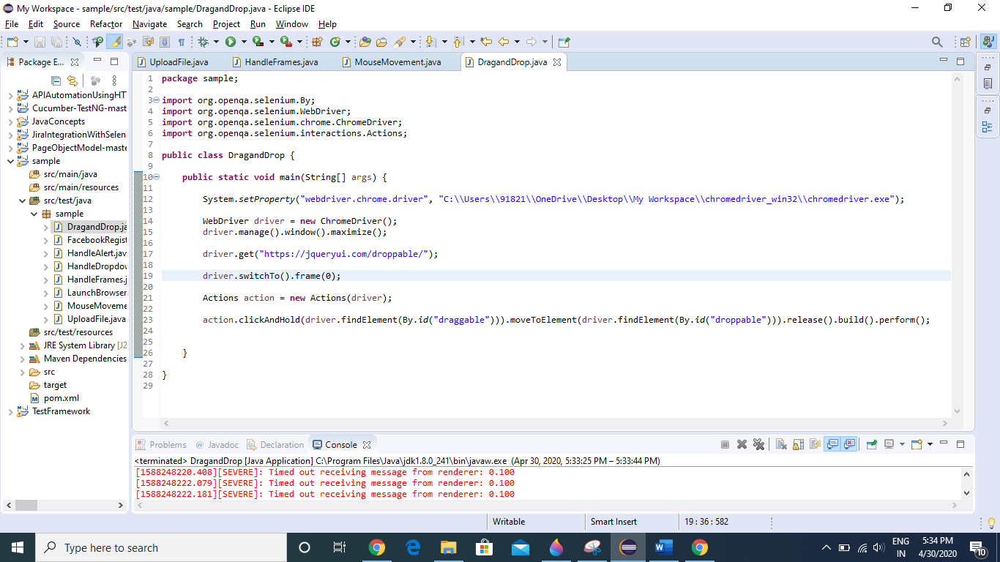 My Workspace - sample/src/test/java/sample/DragandDrop.java - Eclipse IDE
File Edit Source Refactor Navigate Search Project Run Window Help
Package E...
UploadFile.java HandleFrames.java MouseMovement.java DragandDrop.java
APIAutomationUsingHT
Cucumber-TestNG-mast
JavaConcepts
JiraIntegrationWithSelen
PageObjectModel-maste
sample
src/main/java
src/main/resources
src/test/java
sample
DragandDrop.ja
FacebookRegist
HandleAlert.jav
HandleDropdov
HandleFrames.j
LaunchBrowser
MouseMoveme
UploadFile.java
src/test/resources
JRE System Library [J2
Maven Dependencies
src
target
pom.xml
TestFramework
1 package sample;
2
3 import org.openqa.selenium.By;
4 import org.openqa.selenium.WebDriver;
5 import org.openqa.selenium.chrome.ChromeDriver;
6 import org.openqa.selenium.interactions.Actions;
7
8 public class DragandDrop {
9
10 public static void main(String[] args) {
11
12 System.setProperty("webdriver.chrome.driver", "C:\\Users\\91821\\OneDrive\\Desktop\\My Workspace\\chromedriver_win32\\chromedriver.exe");
13
14 WebDriver driver = new ChromeDriver();
15 driver.manage().window().maximize();
16
17 driver.get("https://jqueryui.com/droppable/");
18
19 driver.switchTo().frame(0);
20
21 Actions action = new Actions(driver);
22
23 action.clickAndHold(driver.findElement(By.id("draggable"))).moveToElement(driver.findElement(By.id("droppable"))).release().build().perform();
24
25
26 }
27
28 }
29
Problems @ Javadoc Declaration Console
<terminated> DragandDrop [Java Application] C:\Program Files\Java\jdk1.8.0_241\bin\javaw.exe (Apr 30, 2020, 5:33:25 PM – 5:33:44 PM)
[1588248220.408][SEVERE]: Timed out receiving message from renderer: 0.100
[1588248222.079][SEVERE]: Timed out receiving message from renderer: 0.100
[1588248222.181][SEVERE]: Timed out receiving message from renderer: 0.100
Writable Smart Insert 19 : 36 : 582
Type here to search
ENG
IN
5:34 PM
4/30/2020
10